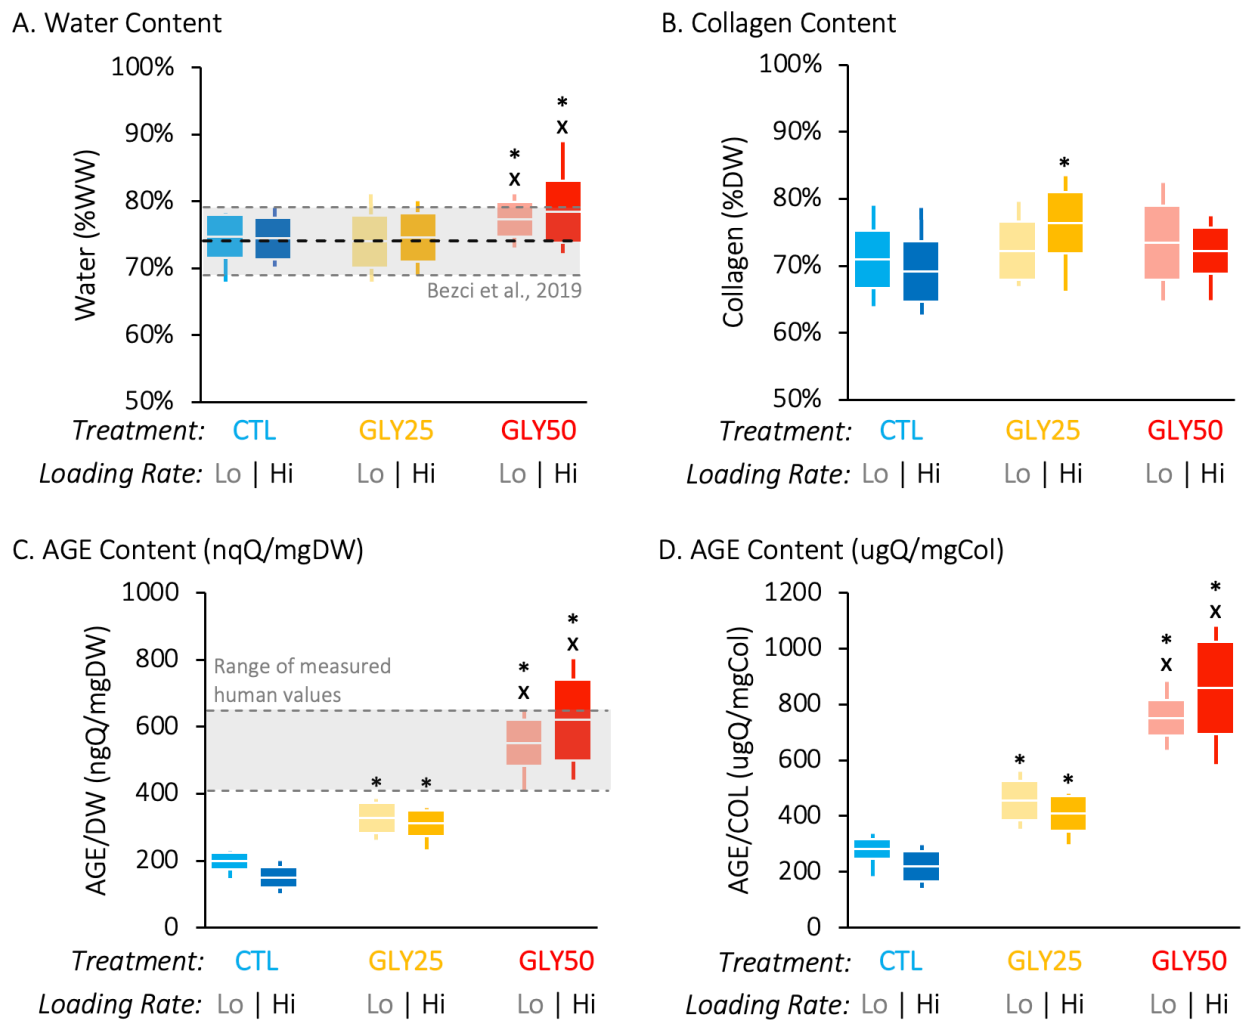 A. Water Content
100%
90%
80%
70%
60%
50%
Water (%WW)
*
x
*
x
Bezci et al., 2019
Treatment: CTL GLY25 GLY50
Loading Rate: Lo | Hi Lo | Hi Lo | Hi
B. Collagen Content
100%
90%
80%
70%
60%
50%
Collagen (%DW)
*
Treatment: CTL GLY25 GLY50
Loading Rate: Lo | Hi Lo | Hi Lo | Hi
C. AGE Content (nqQ/mgDW)
1000
800
600
400
200
0
AGE/DW (ngQ/mgDW)
Range of measured
human values
*
*
*
x
*
x
Treatment: CTL GLY25 GLY50
Loading Rate: Lo | Hi Lo | Hi Lo | Hi
D. AGE Content (ugQ/mgCol)
1200
1000
800
600
400
200
0
AGE/COL (ugQ/mgCol)
*
*
*
x
*
x
Treatment: CTL GLY25 GLY50
Loading Rate: Lo | Hi Lo | Hi Lo | Hi